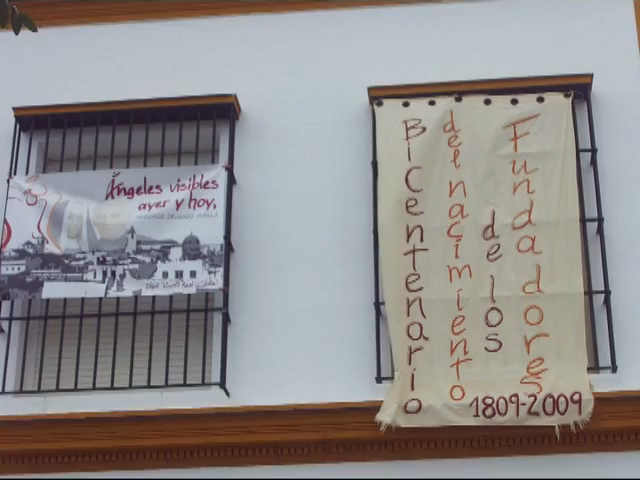 Ángeles visibles
ayer y hoy,
Bicentenario
del nacimiento
de los
Fundadores
1809-2009